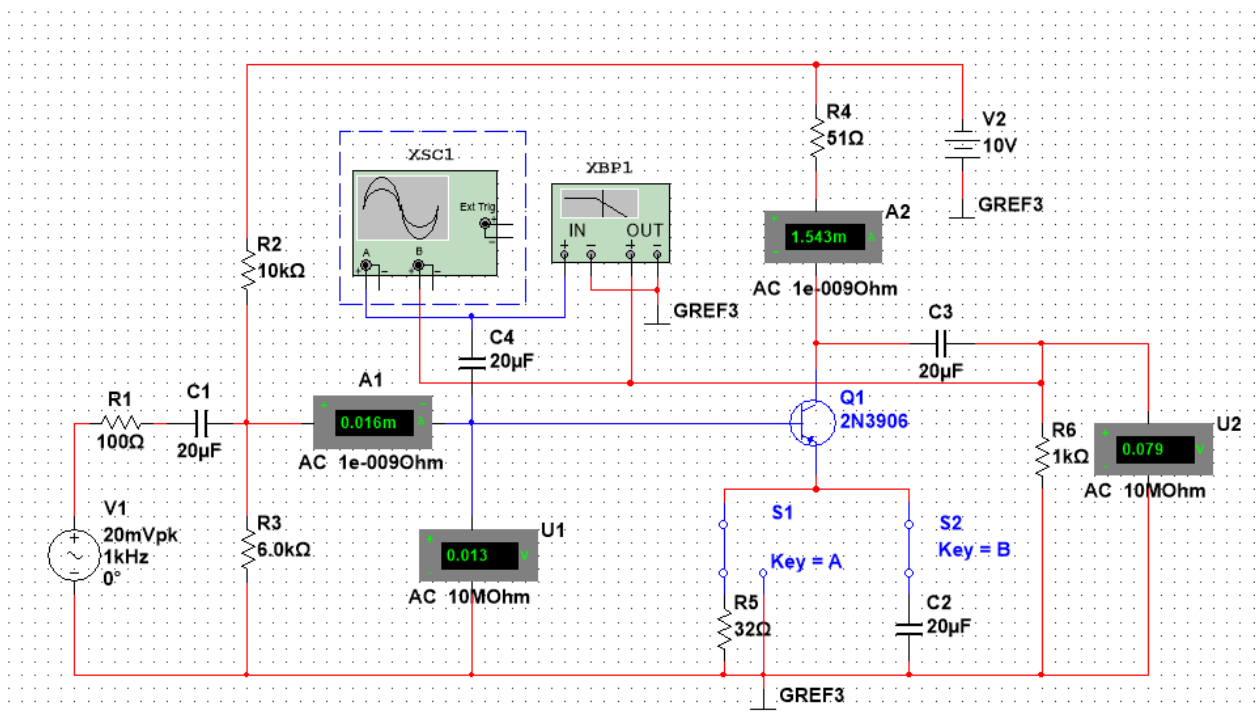 R4
51Ω
V2
10V
GREF3
XSC1
Ext Trig
A
B
XBP1
IN
OUT
GREF3
A2
1.543m A
AC 1e-009Ohm
R2
10kΩ
C4
20µF
C3
20µF
R1
100Ω
C1
20µF
A1
0.016m A
AC 1e-009Ohm
Q1
2N3906
R6
1kΩ
U2
0.079 V
AC 10MOhm
V1
20mVpk
1kHz
0°
R3
6.0kΩ
U1
0.013 V
AC 10MOhm
S1
Key = A
S2
Key = B
R5
32Ω
C2
20µF
GREF3